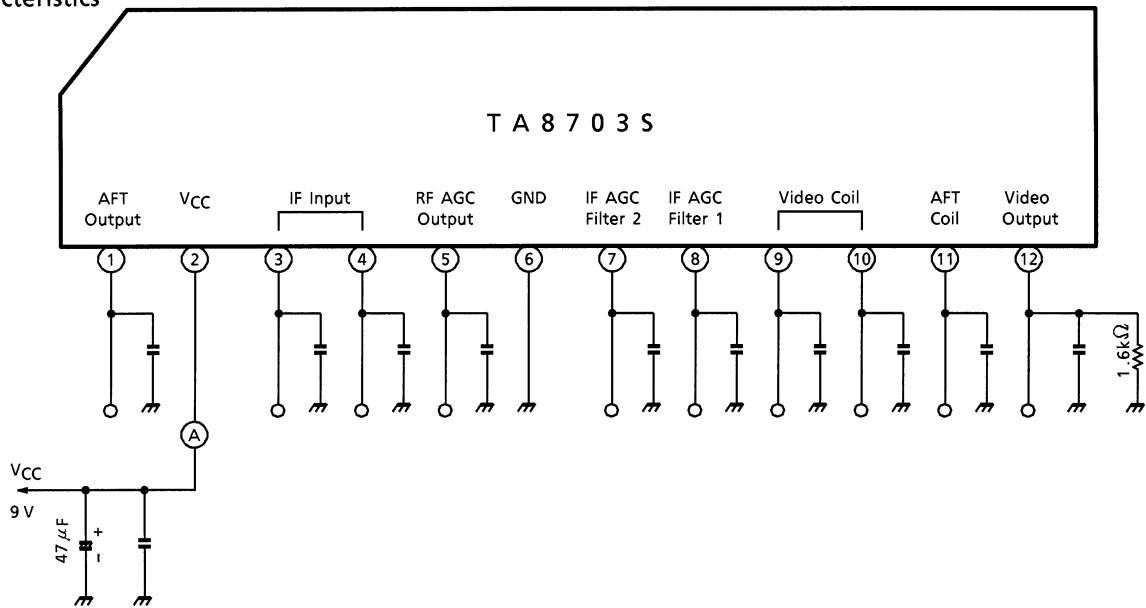 TA8703S
AFT Output
VCC
IF Input
RF AGC Output
GND
IF AGC Filter 2
IF AGC Filter 1
Video Coil
AFT Coil
Video Output
1 2 3 4 5 6 7 8 9 10 11 12
1.6kΩ
A
VCC
9 V
47 μF
+
-